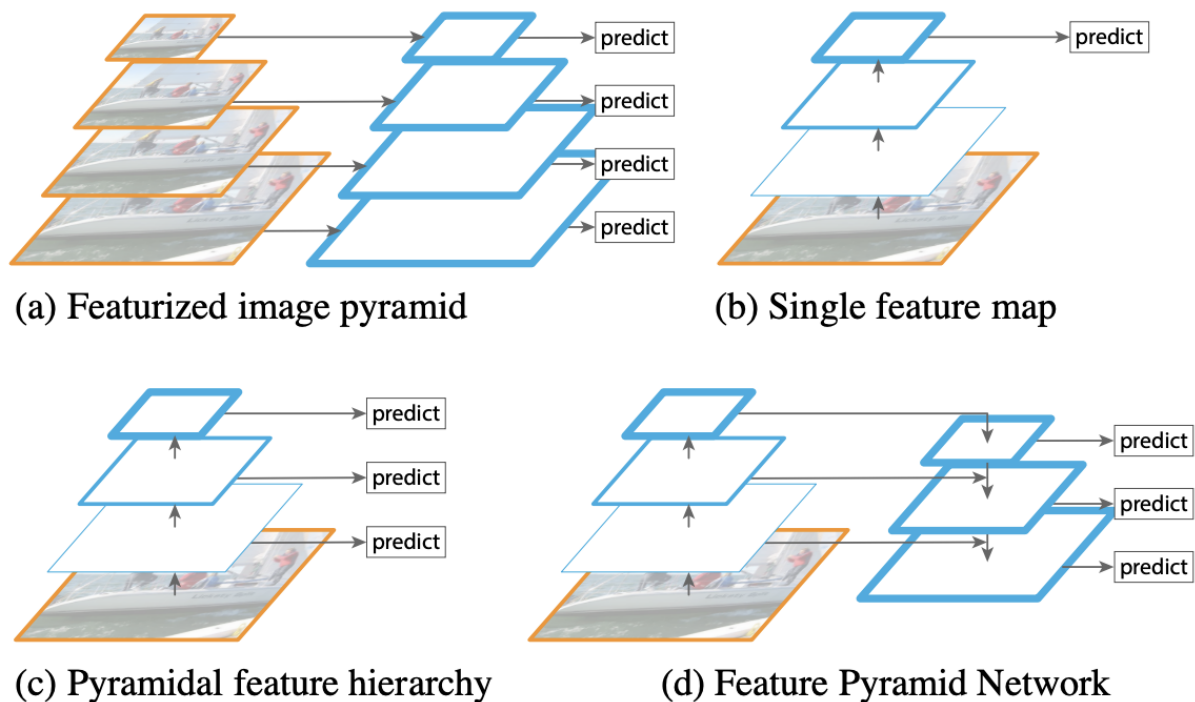 predict
predict
predict
predict
(a) Featurized image pyramid
predict
(b) Single feature map
predict
predict
predict
(c) Pyramidal feature hierarchy
predict
predict
predict
(d) Feature Pyramid Network